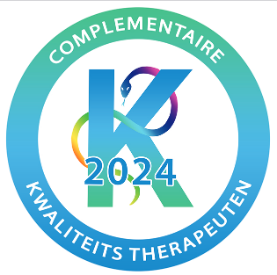 COMPLEMENTAIRE
K
2024
KWALITEITS THERAPEUTEN